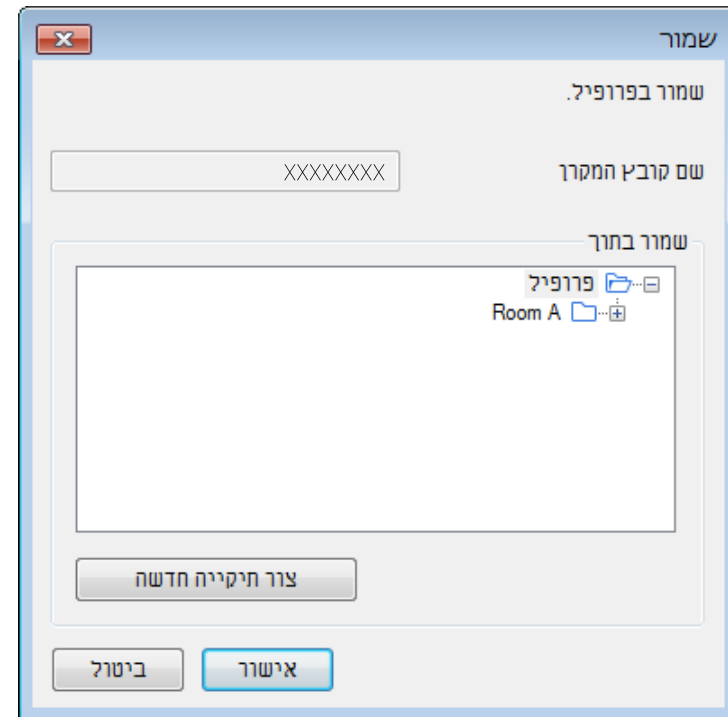 שמור
שמור בפרופיל.
שם קובץ המקרן
XXXXXXXX
שמור בתוך
פרופיל
Room A
צור תיקייה חדשה
אישור
ביטול